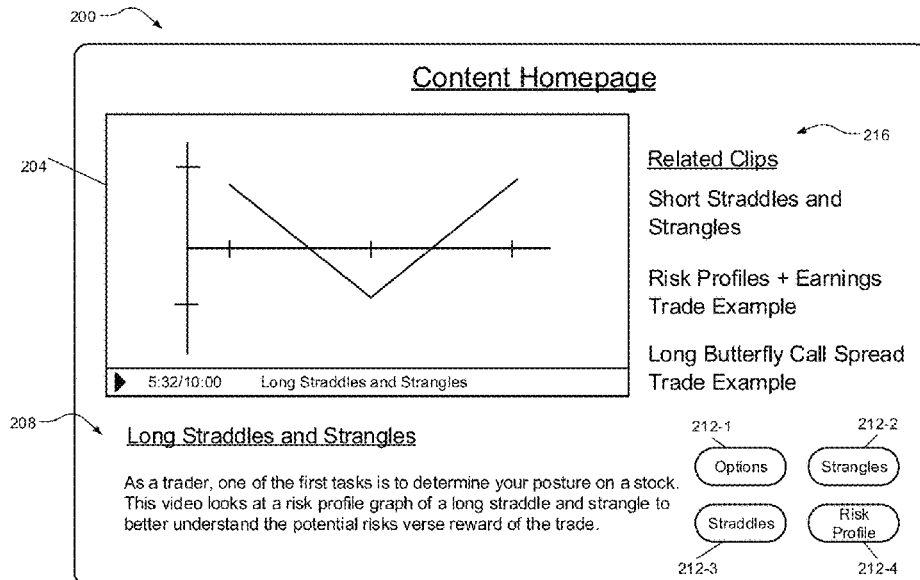 200
Content Homepage
204
216
Related Clips
Short Straddles and
Strangles
Risk Profiles + Earnings
Trade Example
Long Butterfly Call Spread
Trade Example
5:32/10:00 Long Straddles and Strangles
208
Long Straddles and Strangles
As a trader, one of the first tasks is to determine your posture on a stock.
This video looks at a risk profile graph of a long straddle and strangle to
better understand the potential risks verse reward of the trade.
212-1
212-2
Options
Strangles
Straddles
Risk
Profile
212-3
212-4